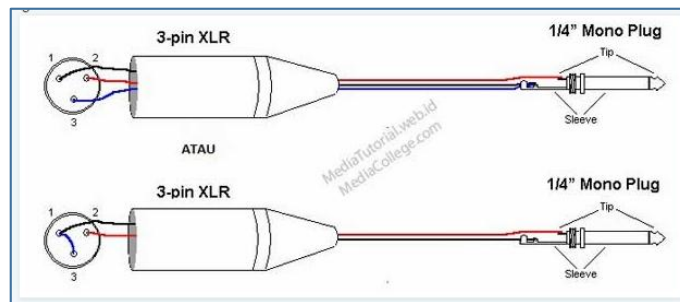 3-pin XLR
1/4” Mono Plug
Tip
1
2
3
Sleeve
MediaTutorial.web.id
MediaCollege.com
ATAU
3-pin XLR
1/4” Mono Plug
Tip
1
2
3
Sleeve